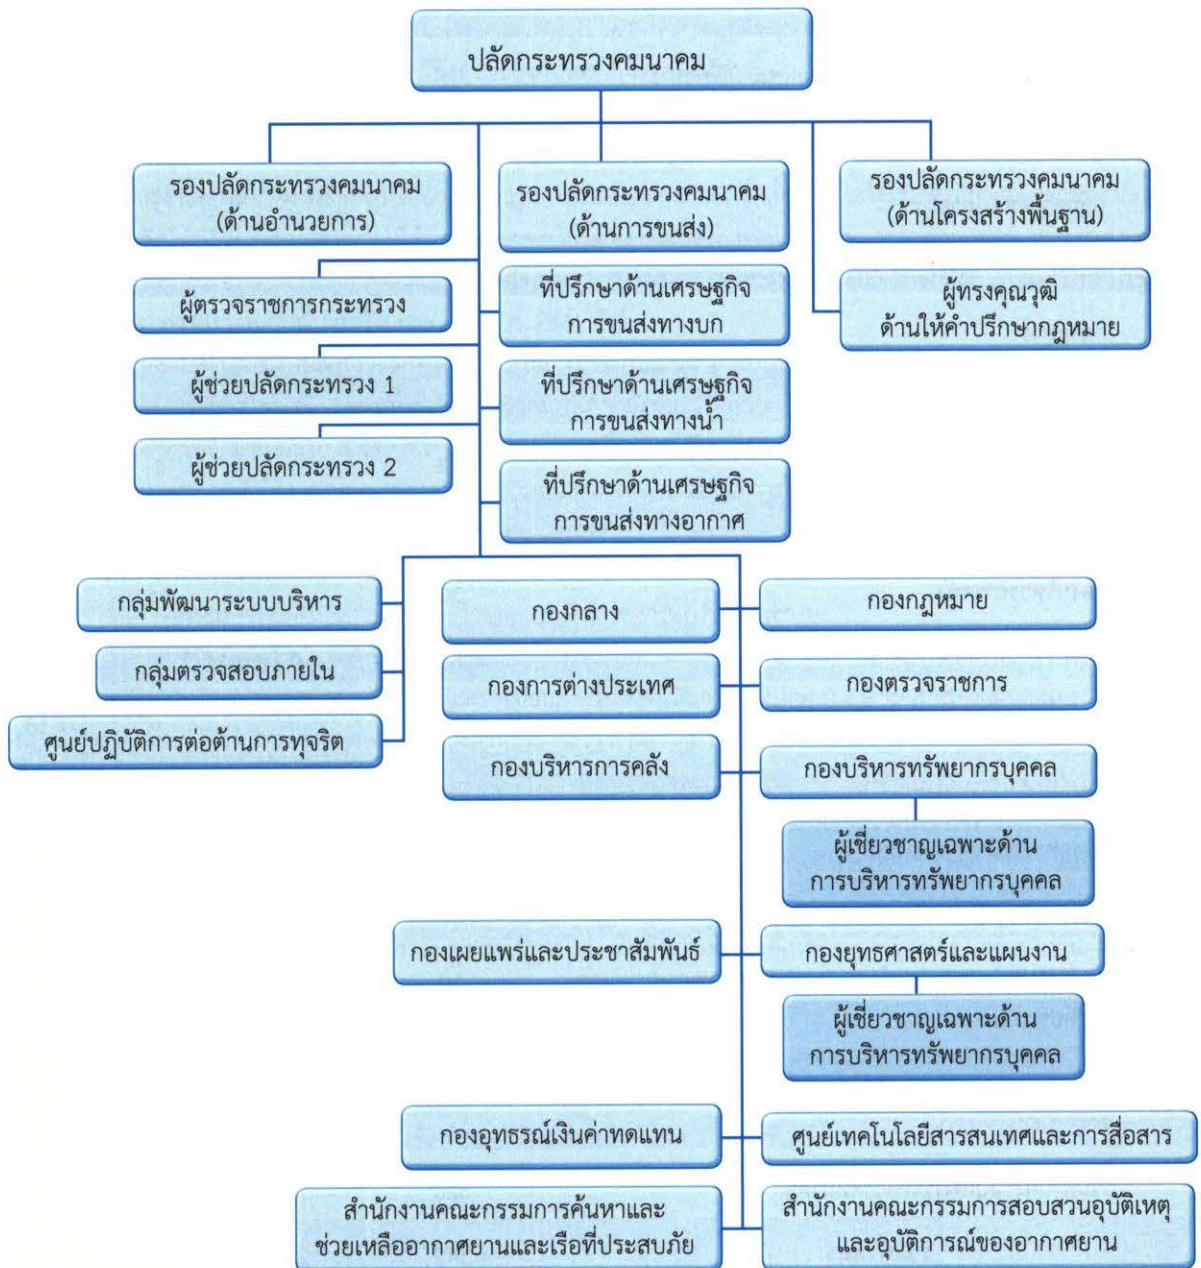 ปลัดกระทรวงคมนาคม
รองปลัดกระทรวงคมนาคม
(ด้านอำนวยการ)
รองปลัดกระทรวงคมนาคม
(ด้านการขนส่ง)
รองปลัดกระทรวงคมนาคม
(ด้านโครงสร้างพื้นฐาน)
ผู้ตรวจราชการกระทรวง
ที่ปรึกษาด้านเศรษฐกิจ
การขนส่งทางบก
ผู้ทรงคุณวุฒิ
ด้านให้คำปรึกษากฎหมาย
ผู้ช่วยปลัดกระทรวง 1
ที่ปรึกษาด้านเศรษฐกิจ
การขนส่งทางน้ำ
ผู้ช่วยปลัดกระทรวง 2
ที่ปรึกษาด้านเศรษฐกิจ
การขนส่งทางอากาศ
กลุ่มพัฒนาระบบบริหาร
กองกลาง
กองกฎหมาย
กลุ่มตรวจสอบภายใน
กองการต่างประเทศ
กองตรวจราชการ
ศูนย์ปฏิบัติการต่อต้านการทุจริต
กองบริหารการคลัง
กองบริหารทรัพยากรบุคคล
ผู้เชี่ยวชาญเฉพาะด้าน
การบริหารทรัพยากรบุคคล
กองเผยแพร่และประชาสัมพันธ์
กองยุทธศาสตร์และแผนงาน
ผู้เชี่ยวชาญเฉพาะด้าน
การบริหารทรัพยากรบุคคล
กองอุทธรณ์เงินค่าทดแทน
ศูนย์เทคโนโลยีสารสนเทศและการสื่อสาร
สำนักงานคณะกรรมการค้นหาและ
ช่วยเหลืออากาศยานและเรือที่ประสบภัย
สำนักงานคณะกรรมการสอบสวนอุบัติเหตุ
และอุบัติการณ์ของอากาศยาน